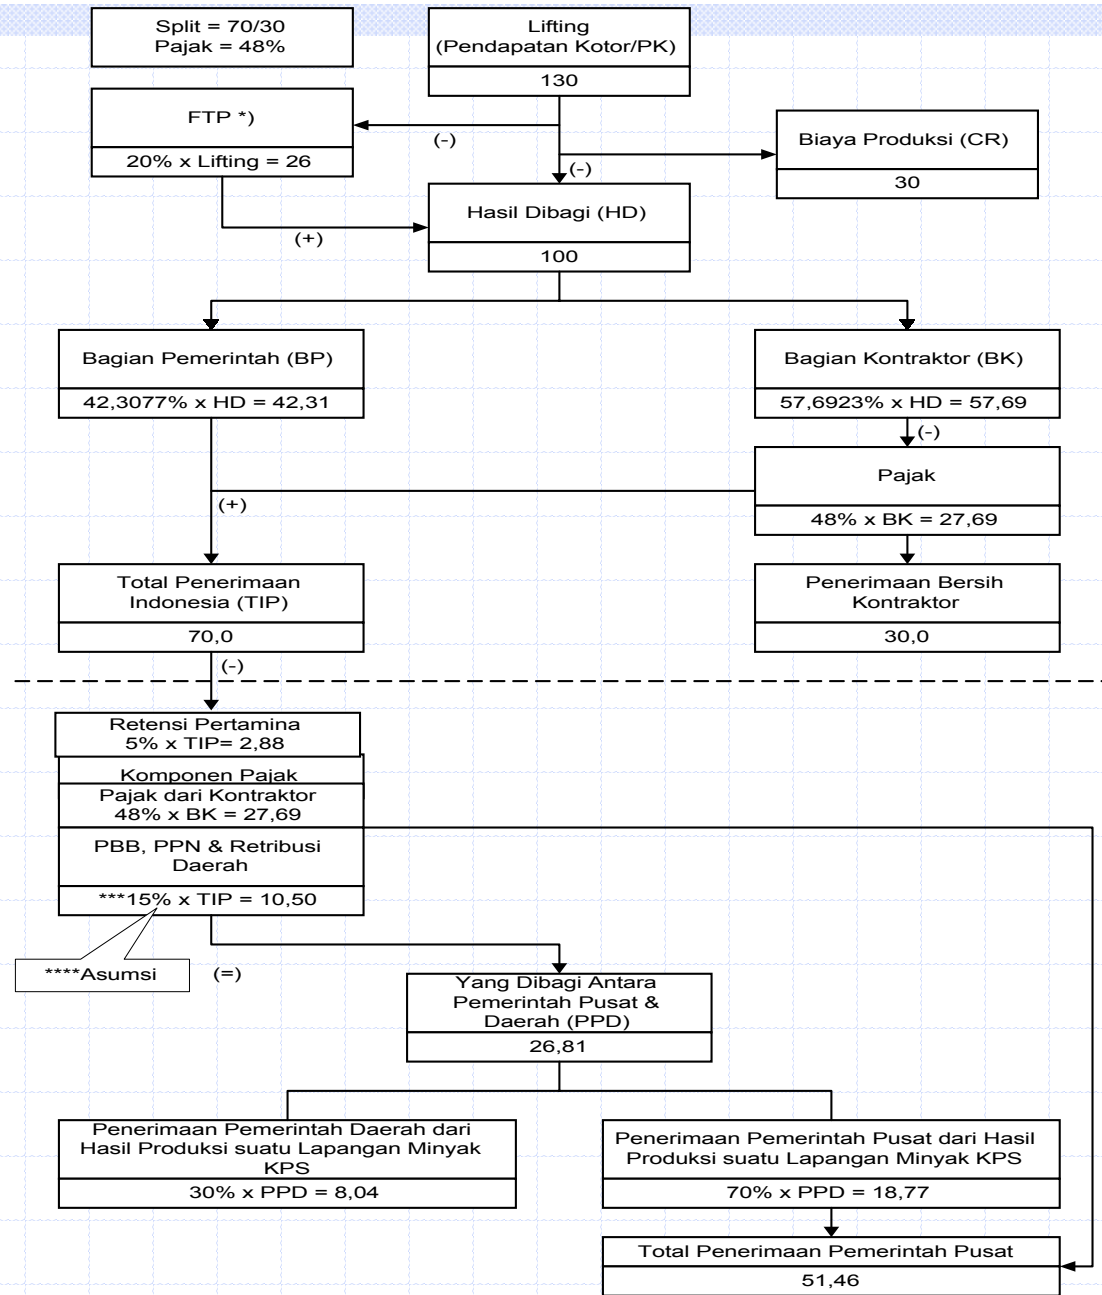 Split = 70/30
Pajak = 48%
Lifting
(Pendapatan Kotor/PK)
130
FTP *)
20% x Lifting = 26
(-)
Biaya Produksi (CR)
30
(-)
Hasil Dibagi (HD)
100
(+)
Bagian Pemerintah (BP)
42,3077% x HD = 42,31
Bagian Kontraktor (BK)
57,6923% x HD = 57,69
(-)
Pajak
48% x BK = 27,69
(+)
Total Penerimaan
Indonesia (TIP)
70,0
Penerimaan Bersih
Kontraktor
30,0
(-)
Retensi Pertamina
5% x TIP= 2,88
Komponen Pajak
Pajak dari Kontraktor
48% x BK = 27,69
PBB, PPN & Retribusi
Daerah
***15% x TIP = 10,50
****Asumsi
(=)
Yang Dibagi Antara
Pemerintah Pusat &
Daerah (PPD)
26,81
Penerimaan Pemerintah Daerah dari
Hasil Produksi suatu Lapangan Minyak
KPS
30% x PPD = 8,04
Penerimaan Pemerintah Pusat dari Hasil
Produksi suatu Lapangan Minyak KPS
70% x PPD = 18,77
Total Penerimaan Pemerintah Pusat
51,46